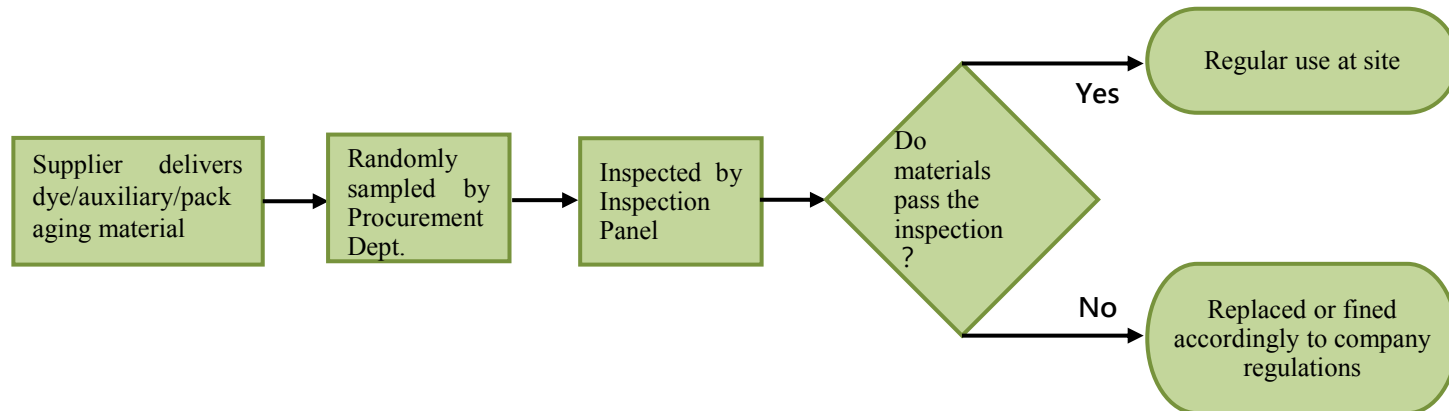 Supplier delivers
dye/auxiliary/pack
aging material
Randomly
sampled by
Procurement
Dept.
Inspected by
Inspection
Panel
Do
materials
pass the
inspection
？
Yes
Regular use at site
No
Replaced or fined
accordingly to company
regulations